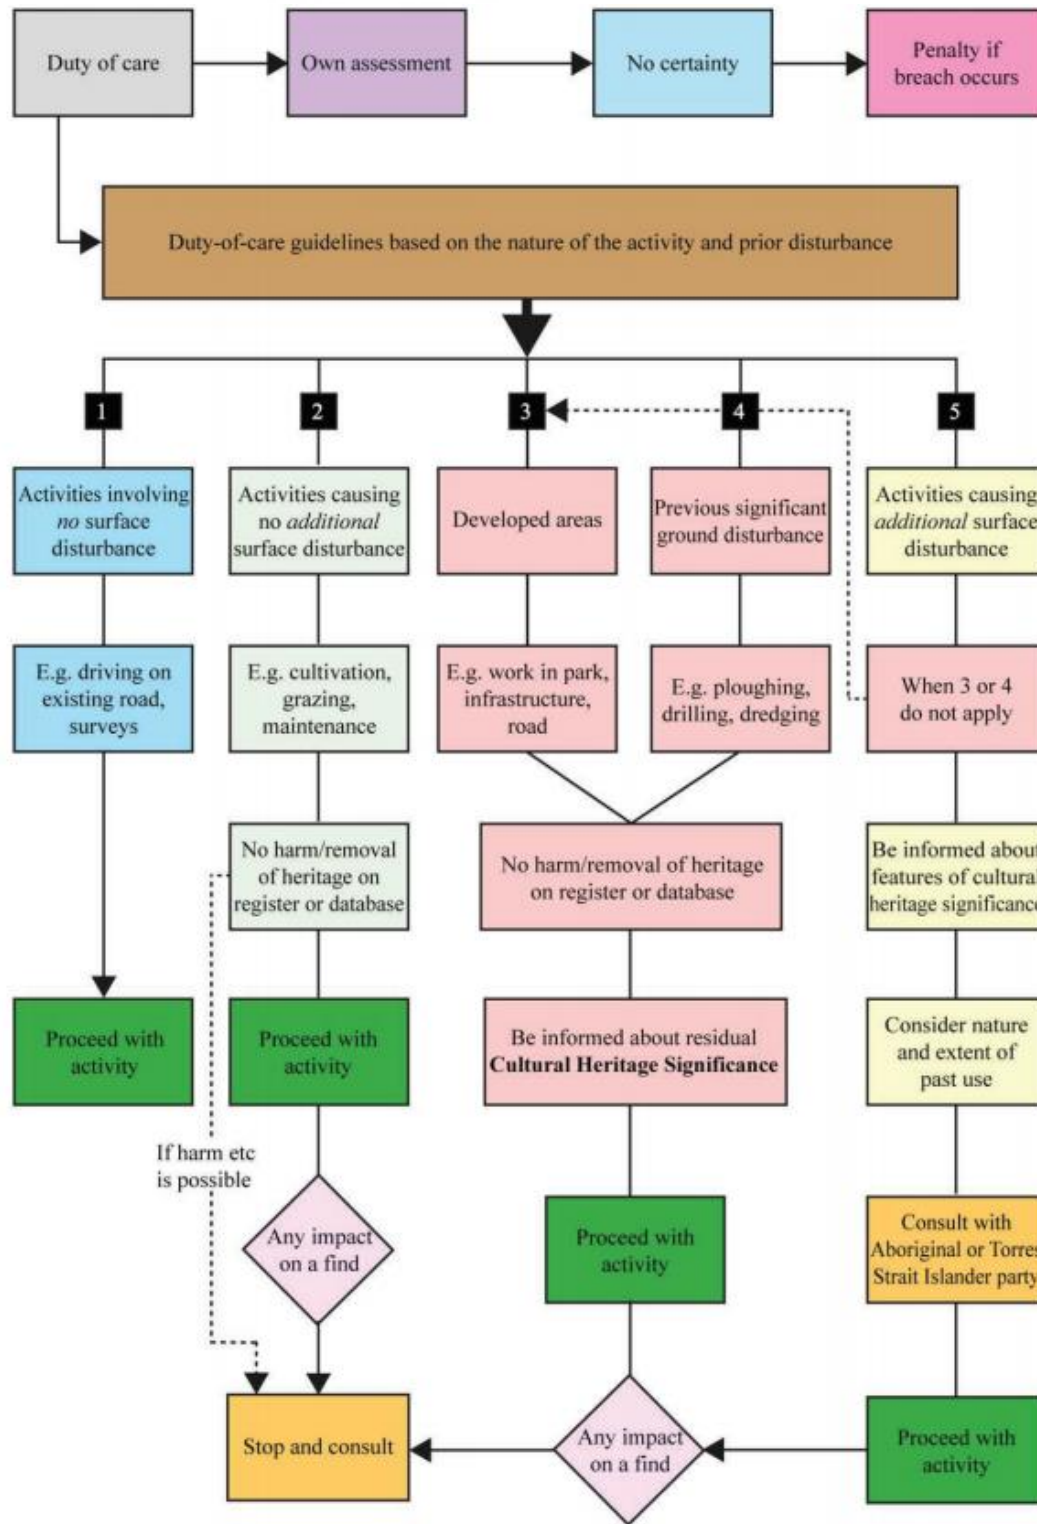 Duty of care
Own assessment
No certainty
Penalty if
breach occurs
Duty-of-care guidelines based on the nature of the activity and prior disturbance
1
2
3
4
5
Activities involving
no surface
disturbance
Activities causing
no additional
surface disturbance
Developed areas
Previous significant
ground disturbance
Activities causing
additional surface
disturbance
E.g. driving on
existing road,
surveys
E.g. cultivation,
grazing,
maintenance
E.g. work in park,
infrastructure,
road
E.g. ploughing,
drilling, dredging
When 3 or 4
do not apply
No harm/removal
of heritage on
register or database
No harm/removal of heritage
on register or database
Be informed about
features of cultural
heritage significance
Proceed with
activity
Proceed with
activity
Be informed about residual
Cultural Heritage Significance
Consider nature
and extent of
past use
If harm etc
is possible
Any impact
on a find
Proceed with
activity
Consult with
Aboriginal or Torres
Strait Islander party
Stop and consult
Any impact
on a find
Proceed with
activity